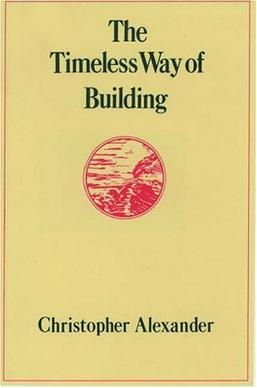 The
Timeless Way of
Building
Christopher Alexander